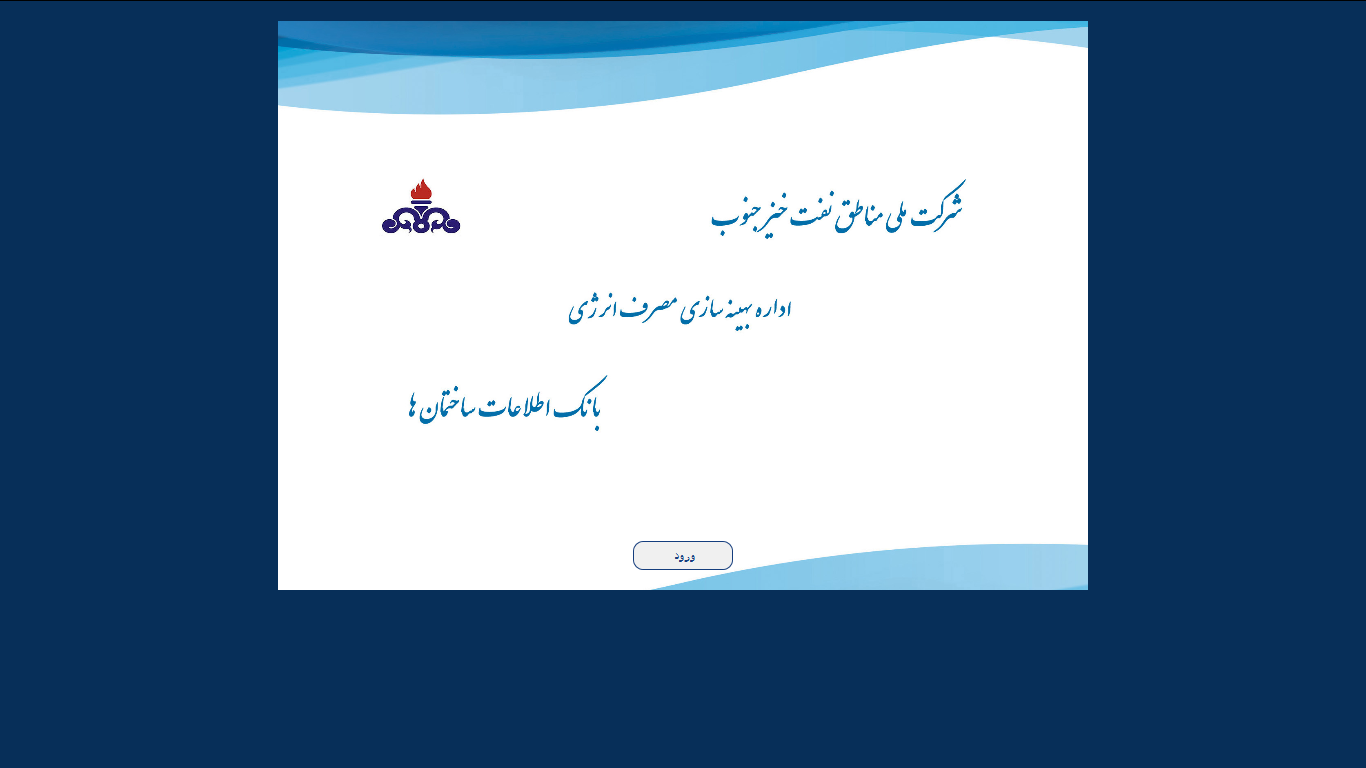 شرکت ملی مناطق نفت خیز جنوب
اداره بهینه سازی مصرف انرژی
بانک اطلاعات ساختمان ها
ورود